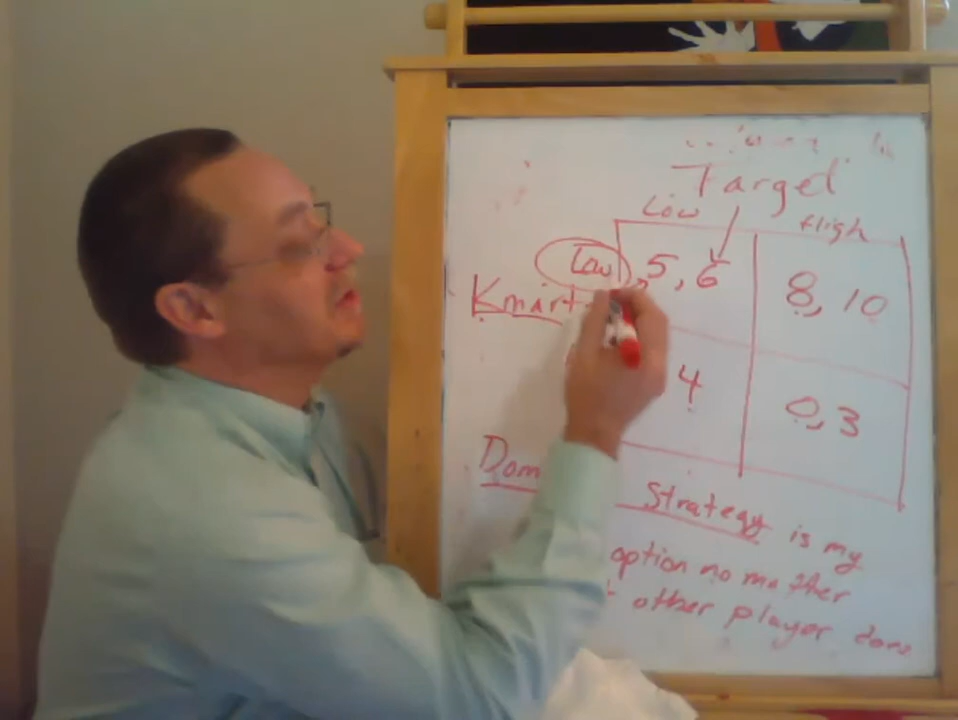 Target
Low High
Low 5, 6 8, 10
Kmart
4 0, 3
Strategy is my
option no matter
other player does